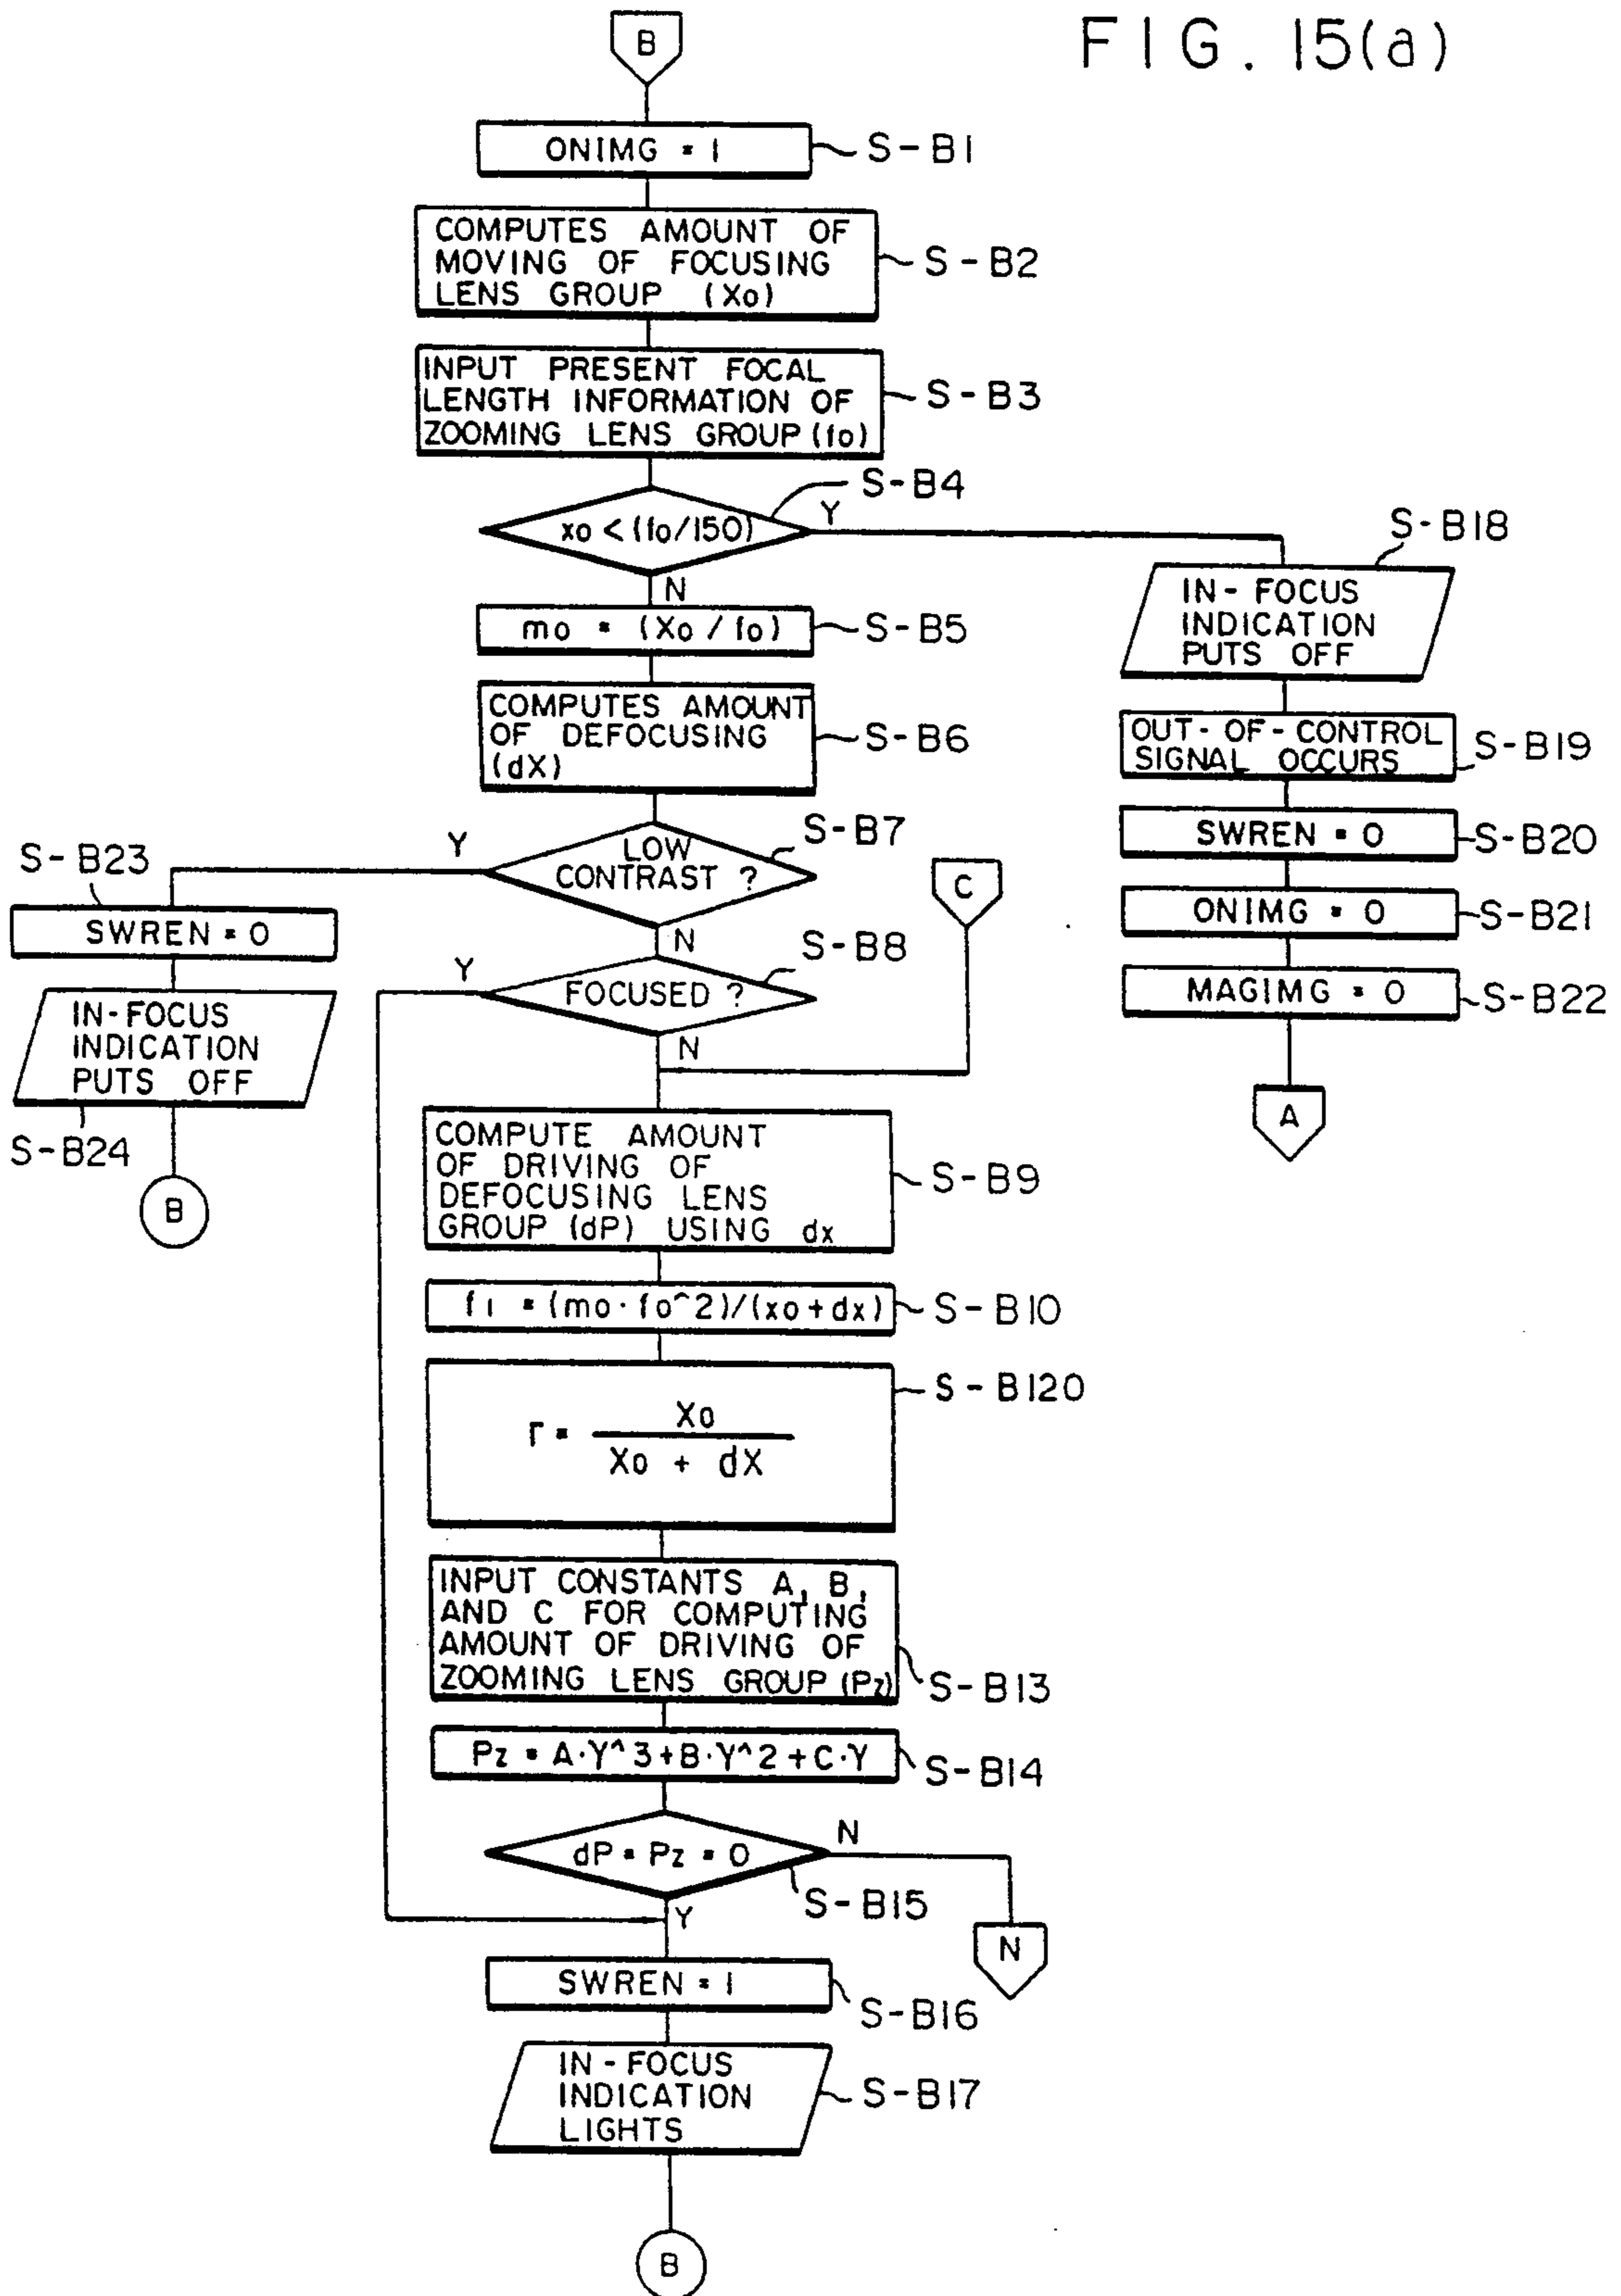 FIG. 15(a)
B
ONIMG = 1
S-B1
COMPUTES AMOUNT OF
MOVING OF FOCUSING
LENS GROUP (Xo)
S-B2
INPUT PRESENT FOCAL
LENGTH INFORMATION OF
ZOOMING LENS GROUP (fo)
S-B3
S-B4
xo < (fo/150)
Y
N
mo = (Xo / fo)
S-B5
COMPUTES AMOUNT
OF DEFOCUSING
(dX)
S-B6
S-B7
LOW
CONTRAST ?
Y
N
S-B23
SWREN = 0
IN-FOCUS
INDICATION
PUTS OFF
S-B24
B
S-B8
FOCUSED ?
Y
N
C
COMPUTE AMOUNT
OF DRIVING OF
DEFOCUSING LENS
GROUP (dP) USING dx
S-B9
f1 = (mo·fo^2)/(xo+dx)
S-B10
Γ = Xo
Xo + dX
S-B120
INPUT CONSTANTS A, B,
AND C FOR COMPUTING
AMOUNT OF DRIVING OF
ZOOMING LENS GROUP (Pz)
S-B13
Pz = A·Y^3+B·Y^2+C·Y
S-B14
dP = Pz = 0
S-B15
N
Y
N
SWREN = 1
S-B16
IN-FOCUS
INDICATION
LIGHTS
S-B17
B
S-B18
IN-FOCUS
INDICATION
PUTS OFF
OUT-OF-CONTROL
SIGNAL OCCURS
S-B19
SWREN = 0
S-B20
ONIMG = 0
S-B21
MAGIMG = 0
S-B22
A